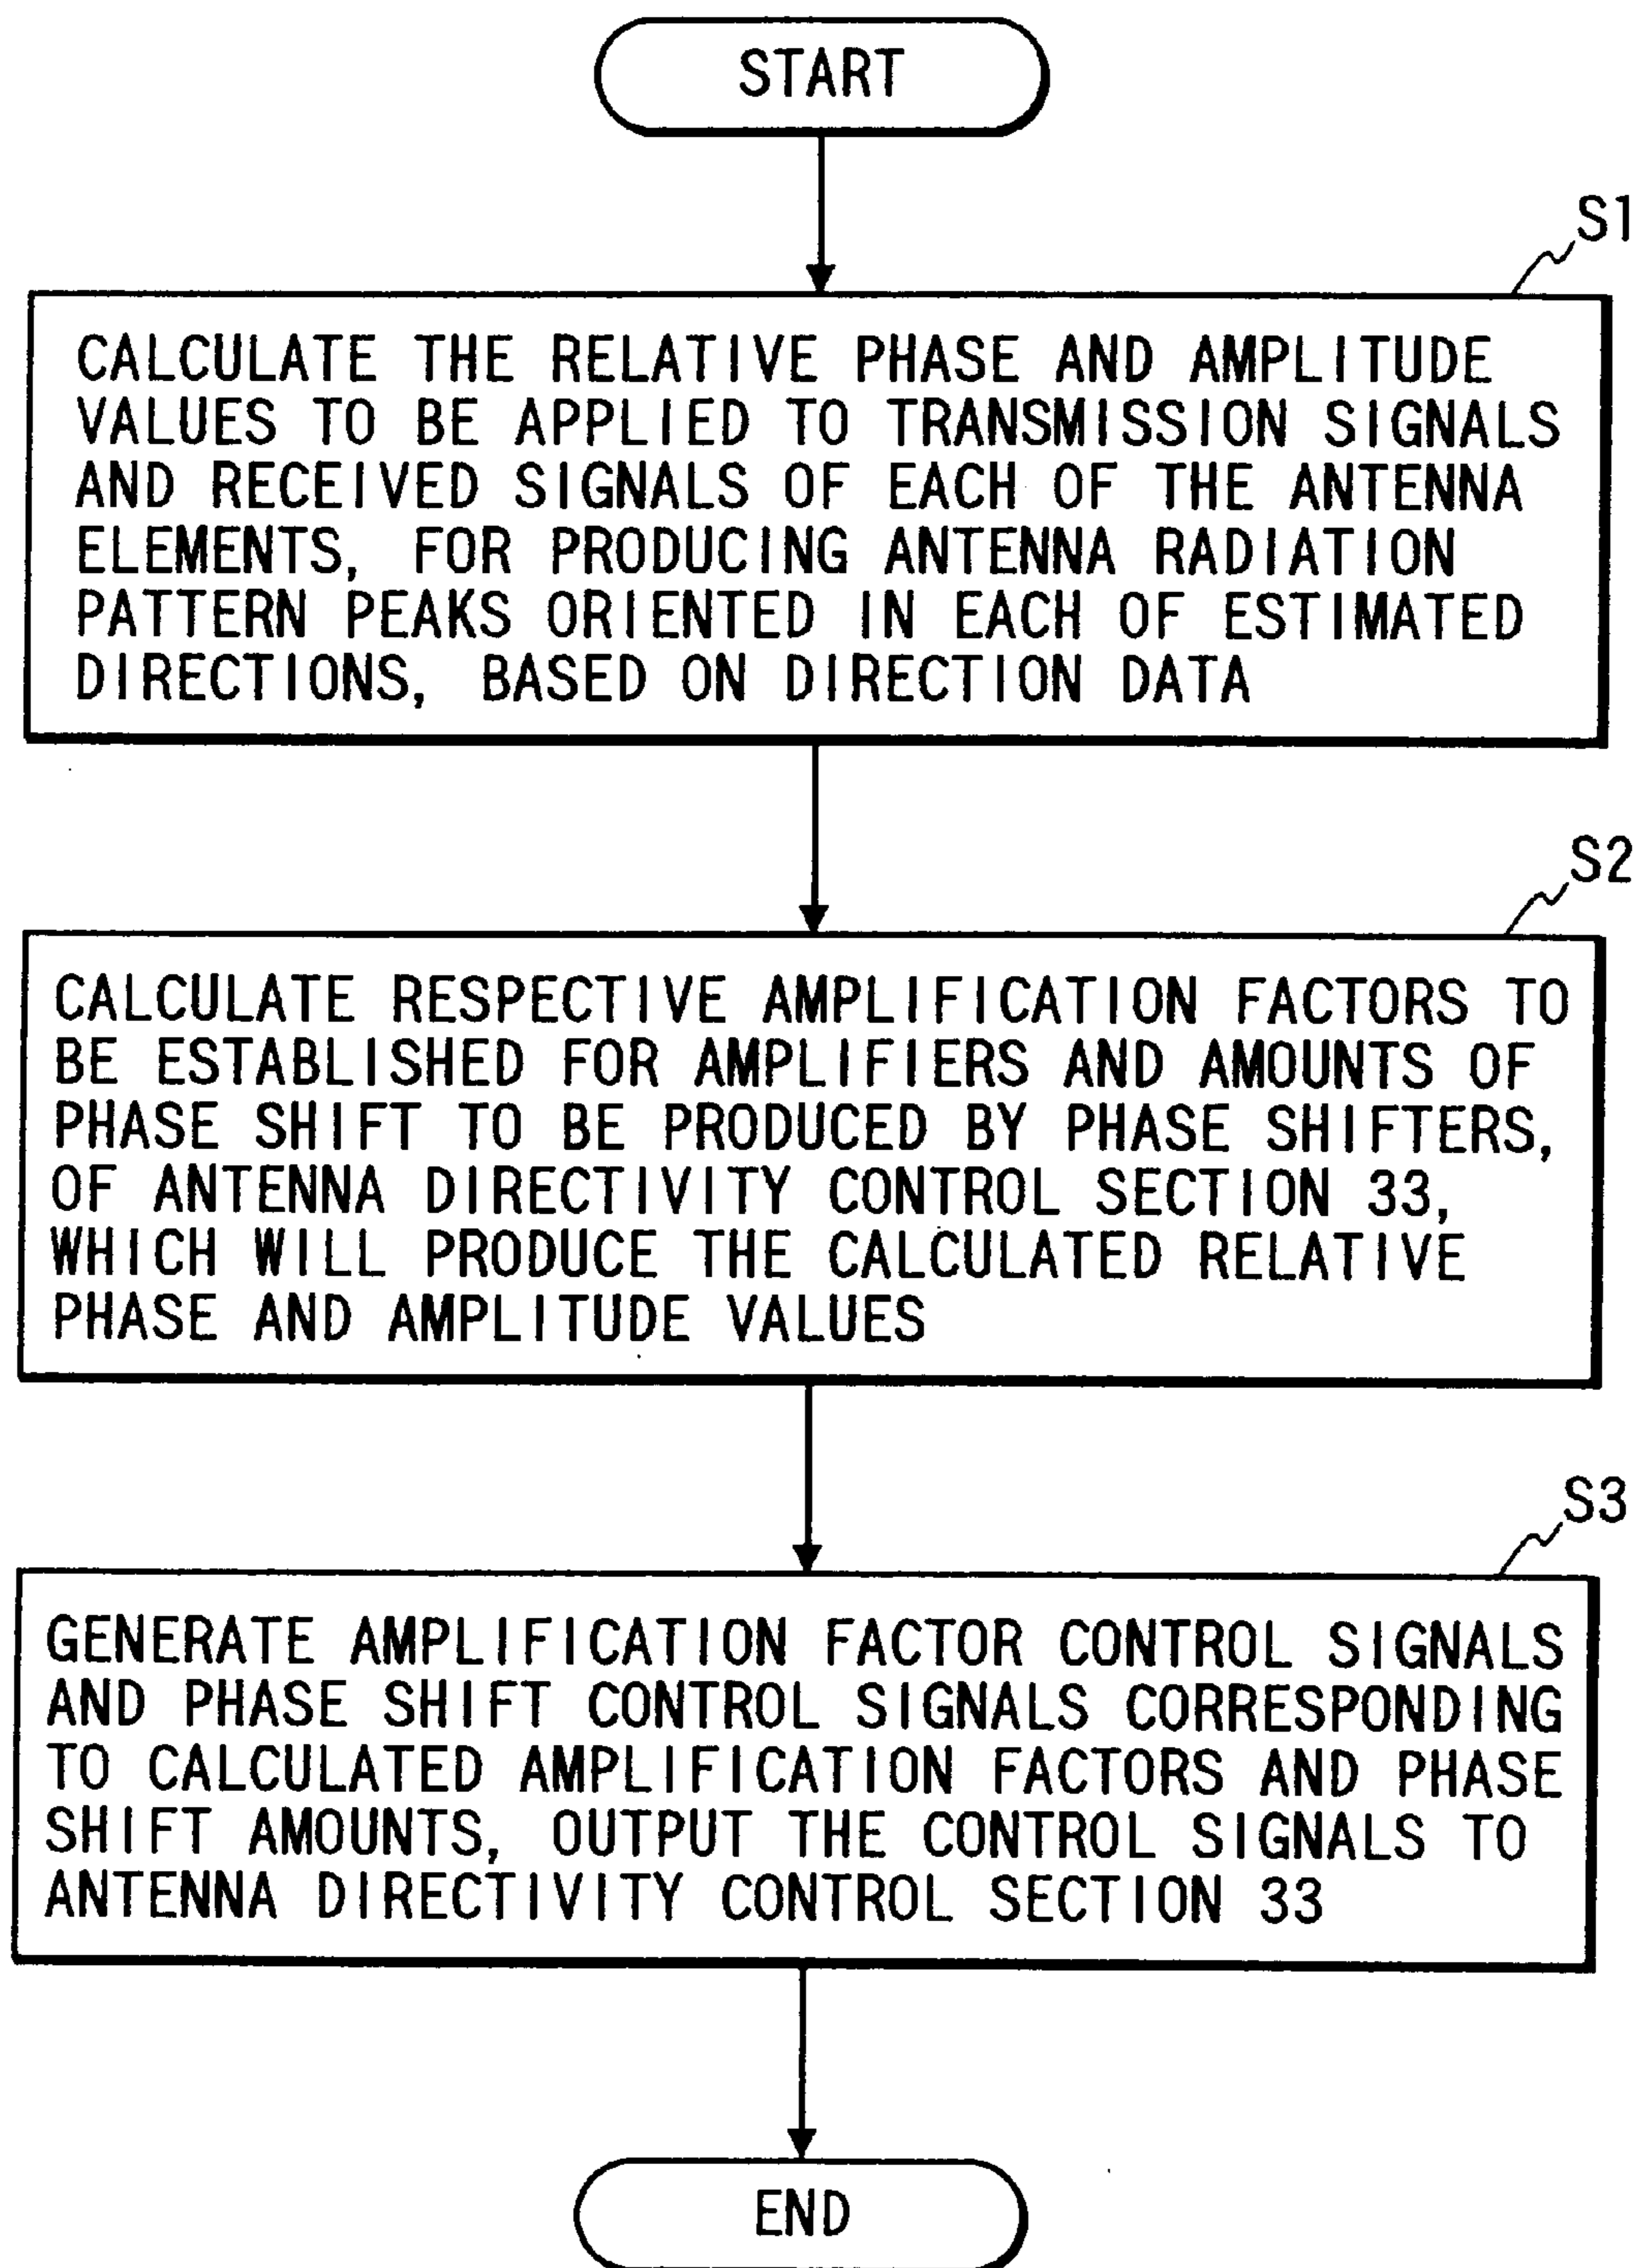 START
S1
CALCULATE THE RELATIVE PHASE AND AMPLITUDE
VALUES TO BE APPLIED TO TRANSMISSION SIGNALS
AND RECEIVED SIGNALS OF EACH OF THE ANTENNA
ELEMENTS, FOR PRODUCING ANTENNA RADIATION
PATTERN PEAKS ORIENTED IN EACH OF ESTIMATED
DIRECTIONS, BASED ON DIRECTION DATA
S2
CALCULATE RESPECTIVE AMPLIFICATION FACTORS TO
BE ESTABLISHED FOR AMPLIFIERS AND AMOUNTS OF
PHASE SHIFT TO BE PRODUCED BY PHASE SHIFTERS,
OF ANTENNA DIRECTIVITY CONTROL SECTION 33,
WHICH WILL PRODUCE THE CALCULATED RELATIVE
PHASE AND AMPLITUDE VALUES
S3
GENERATE AMPLIFICATION FACTOR CONTROL SIGNALS
AND PHASE SHIFT CONTROL SIGNALS CORRESPONDING
TO CALCULATED AMPLIFICATION FACTORS AND PHASE
SHIFT AMOUNTS, OUTPUT THE CONTROL SIGNALS TO
ANTENNA DIRECTIVITY CONTROL SECTION 33
END